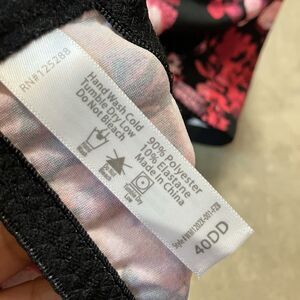 RN#125288
Hand Wash Cold
Tumble Dry Low
Do Not Bleach
90% Polyester
10% Elastane
Made in China
40DD